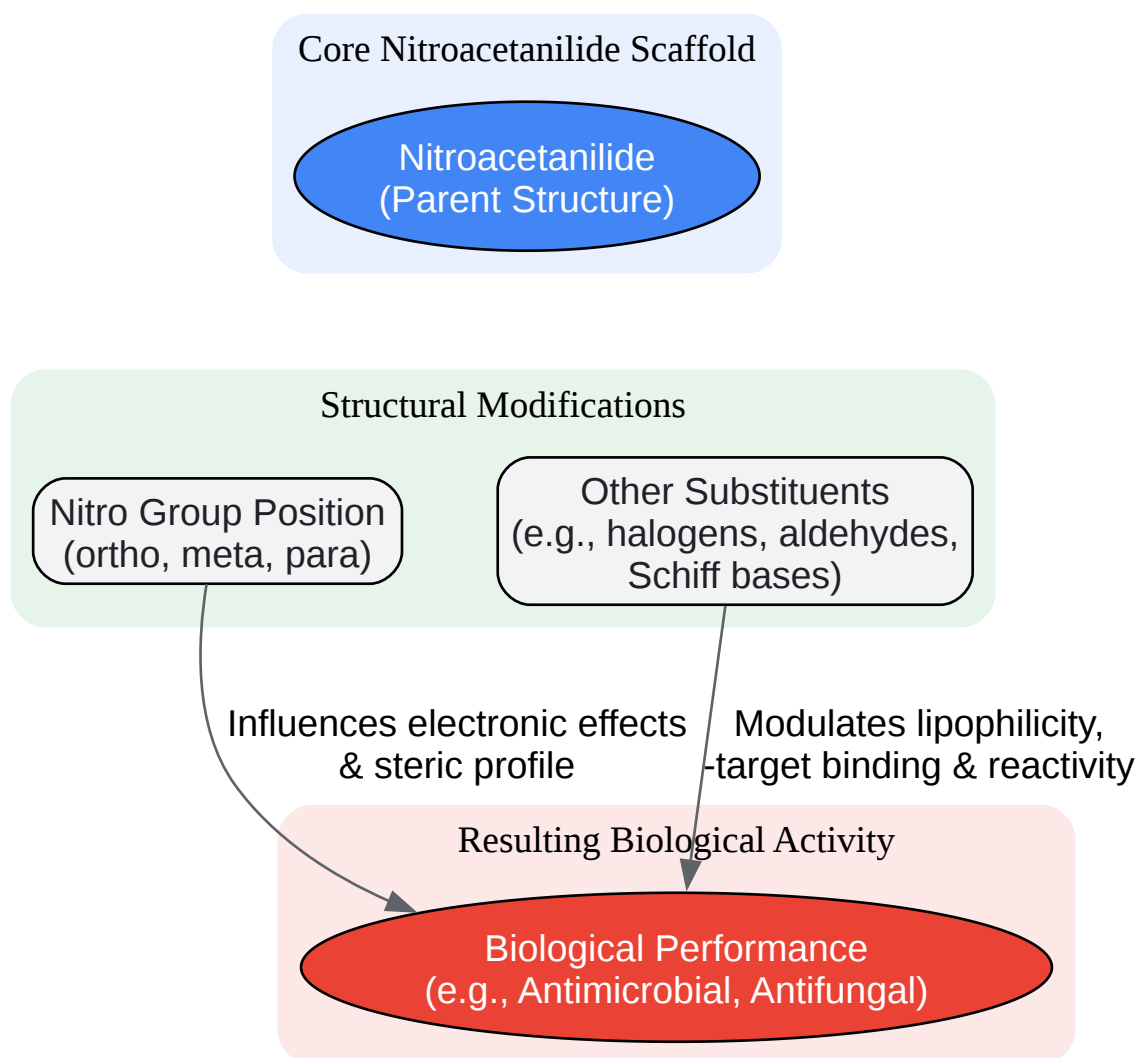 Core Nitroacetanilide Scaffold
Nitroacetanilide
(Parent Structure)
Structural Modifications
Nitro Group Position
(ortho, meta, para)
Other Substituents
(e.g., halogens, aldehydes,
Schiff bases)
Influences electronic effects
& steric profile
Modulates lipophilicity,
-target binding & reactivity
Resulting Biological Activity
Biological Performance
(e.g., Antimicrobial, Antifungal)